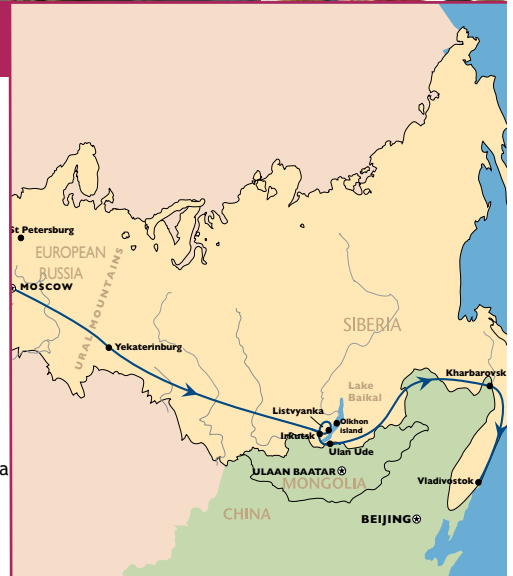 St Petersburg
EUROPEAN
RUSSIA
MOSCOW
URAL MOUNTAINS
Yekaterinburg
SIBERIA
Lake
Baikal
Kharbarovsk
Listvyanka
Olkhon
island
Irkutsk
Ulan Ude
a
ULAAN BAATAR
MONGOLIA
Vladivostok
CHINA
BEIJING